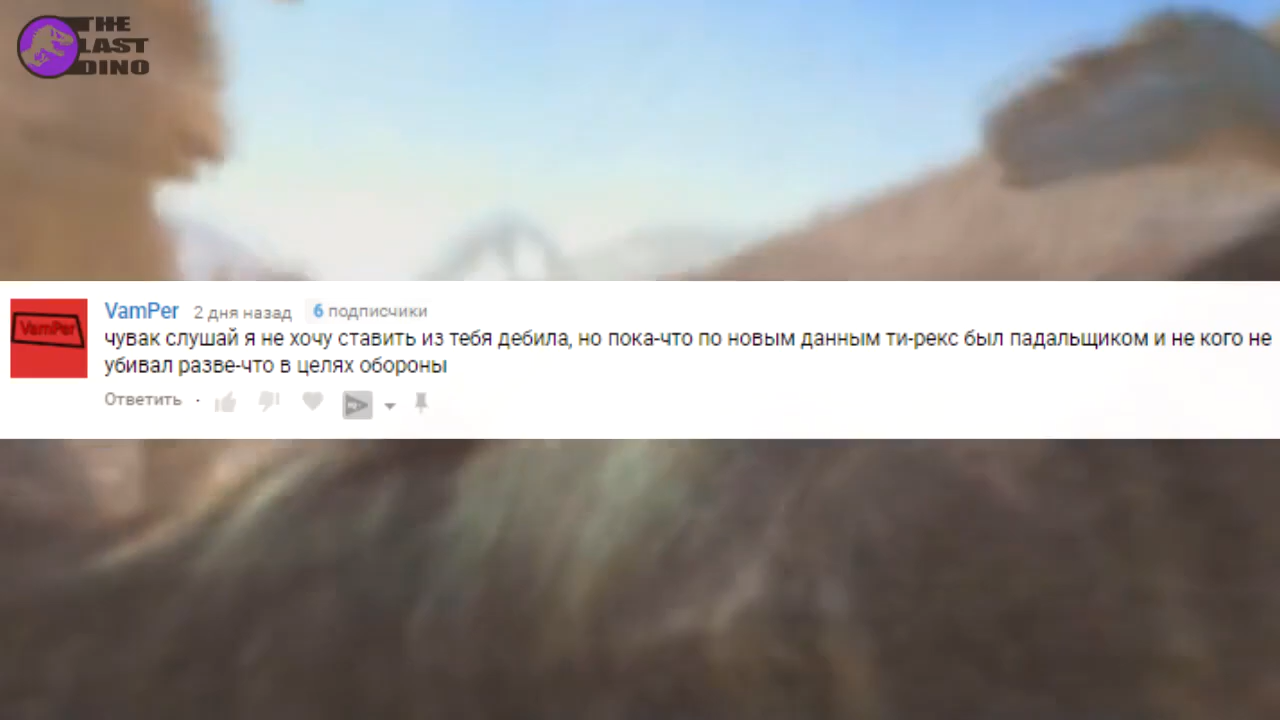 THE
LAST
DINO
VamPer
VamPer 2 дня назад 6 подписчики
чувак слушай я не хочу ставить из тебя дебила, но пока-что по новым данным ти-рекс был падальщиком и не кого не
убивал разве-что в целях обороны
Ответить ·